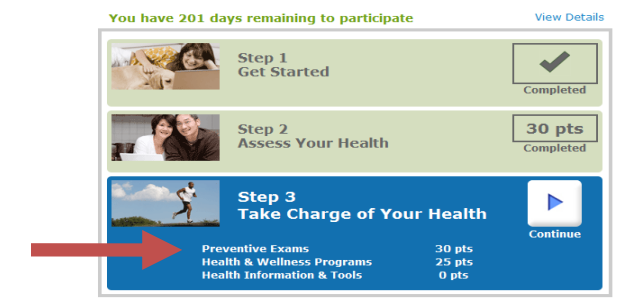 You have 201 days remaining to participate View Details
Step 1
Get Started
Completed
Step 2
Assess Your Health
30 pts
Completed
Step 3
Take Charge of Your Health
Continue
Preventive Exams 30 pts
Health & Wellness Programs 25 pts
Health Information & Tools 0 pts